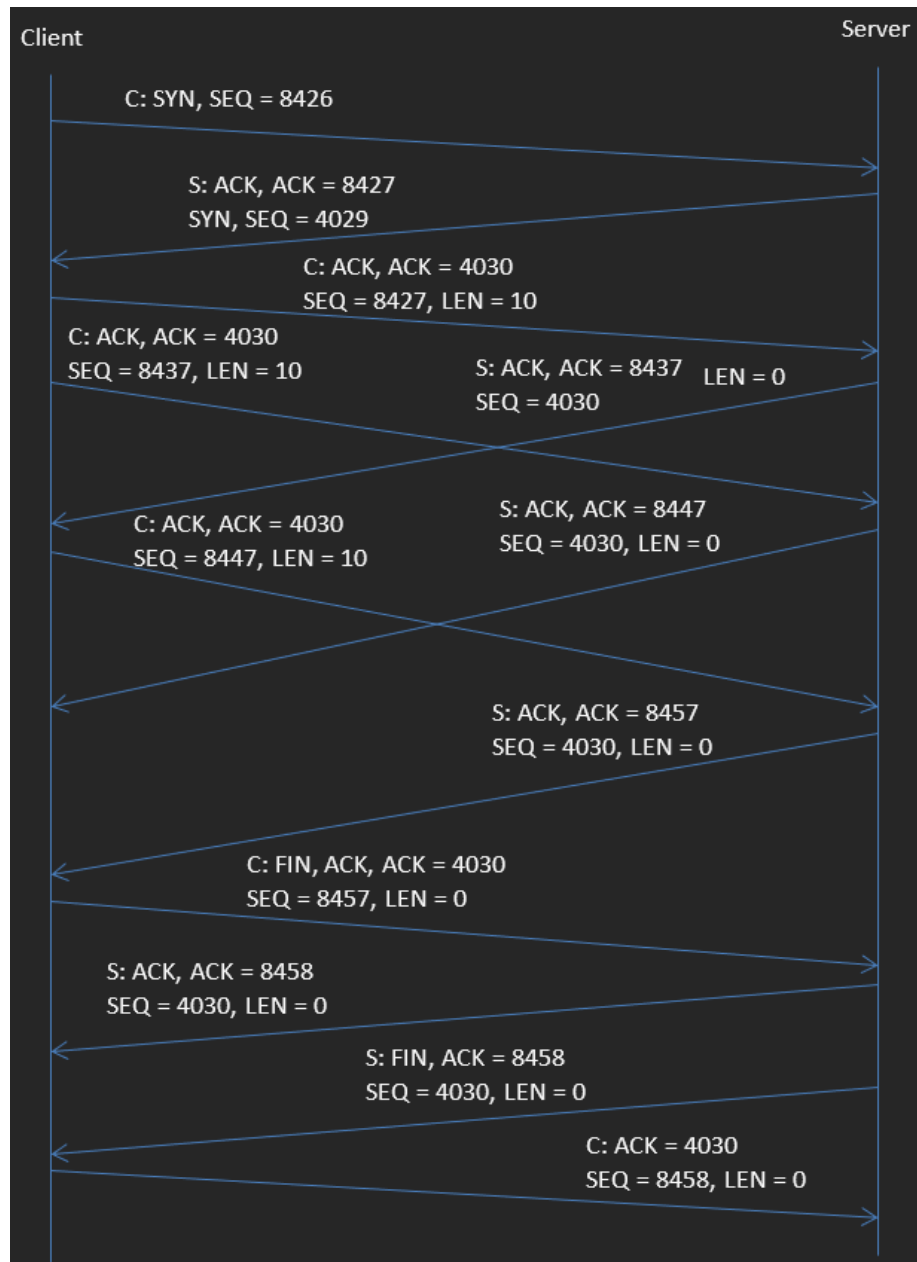 Client
Server
C: SYN, SEQ = 8426
S: ACK, ACK = 8427
SYN, SEQ = 4029
C: ACK, ACK = 4030
SEQ = 8427, LEN = 10
C: ACK, ACK = 4030
SEQ = 8437, LEN = 10
S: ACK, ACK = 8437 LEN = 0
SEQ = 4030
S: ACK, ACK = 8447
SEQ = 4030, LEN = 0
C: ACK, ACK = 4030
SEQ = 8447, LEN = 10
S: ACK, ACK = 8457
SEQ = 4030, LEN = 0
C: FIN, ACK, ACK = 4030
SEQ = 8457, LEN = 0
S: ACK, ACK = 8458
SEQ = 4030, LEN = 0
S: FIN, ACK = 8458
SEQ = 4030, LEN = 0
C: ACK = 4030
SEQ = 8458, LEN = 0